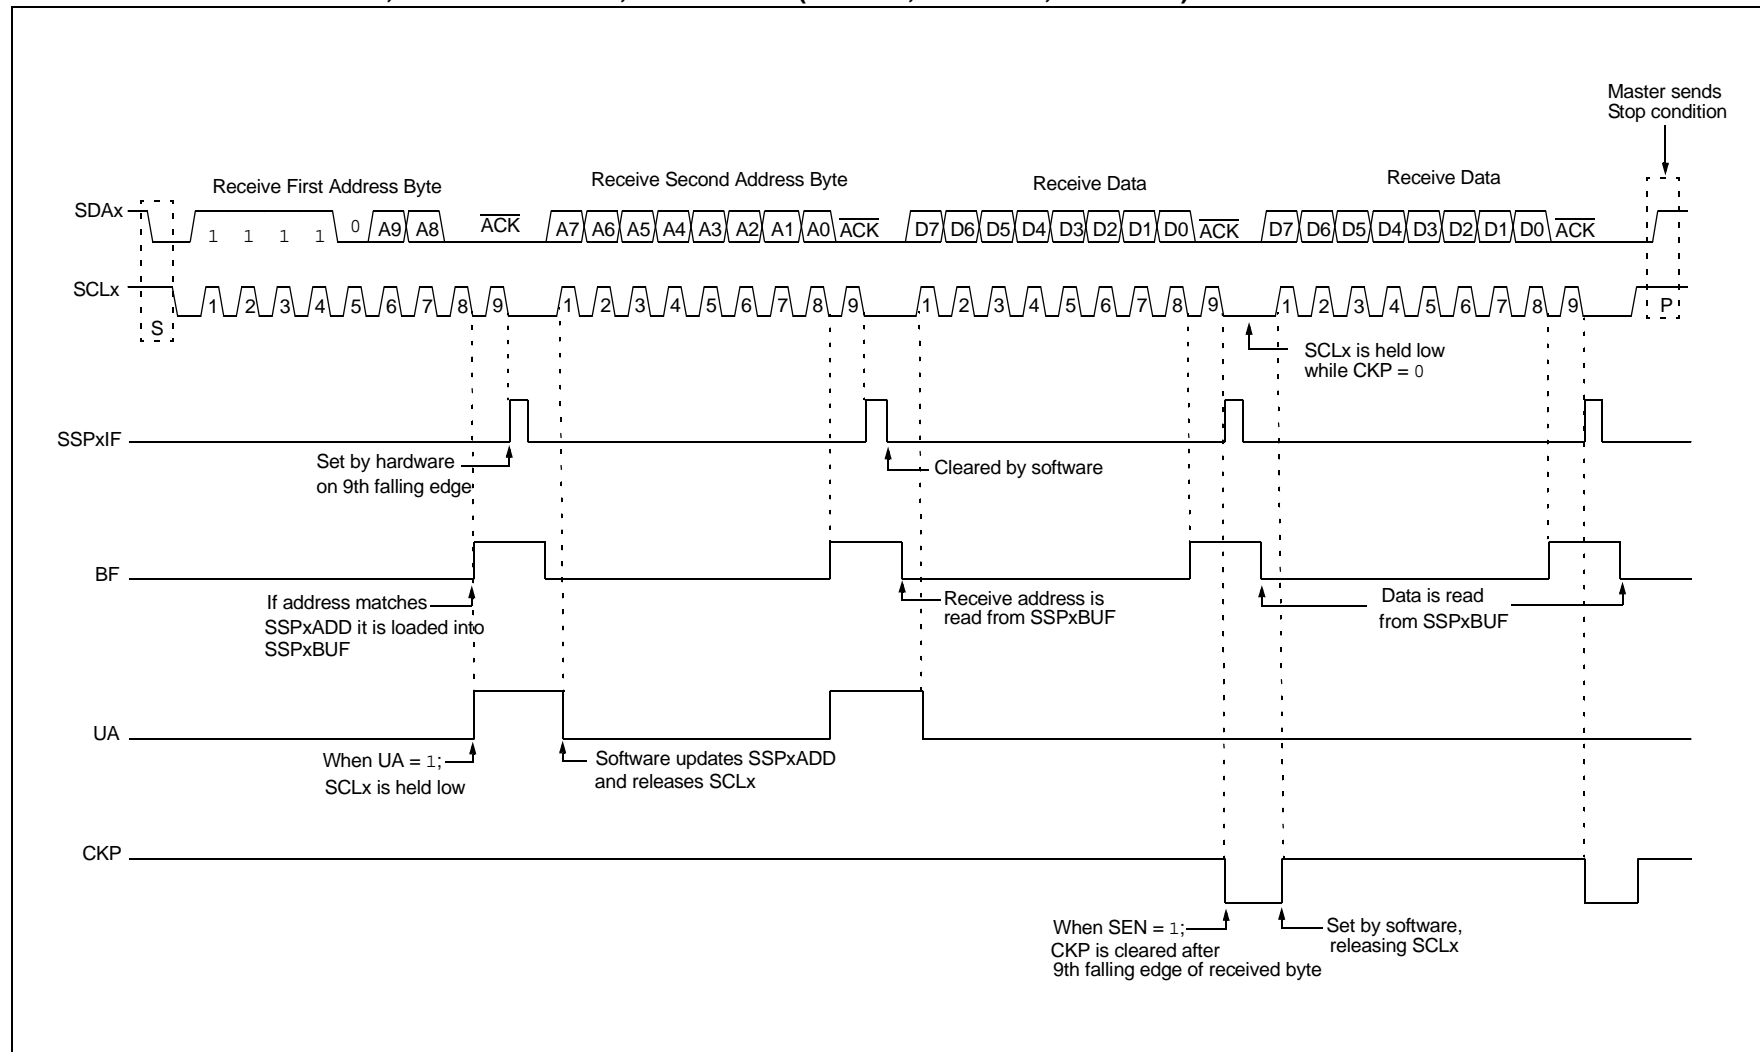 Master sends
Stop condition
Receive First Address Byte
Receive Second Address Byte
Receive Data
Receive Data
SDAx
1 1 1 1 0 A9 A8 ACK A7 A6 A5 A4 A3 A2 A1 A0 ACK D7 D6 D5 D4 D3 D2 D1 D0 ACK D7 D6 D5 D4 D3 D2 D1 D0 ACK
SCLx
S 1 2 3 4 5 6 7 8 9 1 2 3 4 5 6 7 8 9 1 2 3 4 5 6 7 8 9 1 2 3 4 5 6 7 8 9 P
SCLx is held low
while CKP = 0
SSPxIF
Set by hardware
on 9th falling edge
Cleared by software
BF
If address matches
SSPxADD it is loaded into
SSPxBUF
Receive address is
read from SSPxBUF
Data is read
from SSPxBUF
UA
When UA = 1;
SCLx is held low
Software updates SSPxADD
and releases SCLx
CKP
When SEN = 1;
CKP is cleared after
9th falling edge of received byte
Set by software,
releasing SCLx